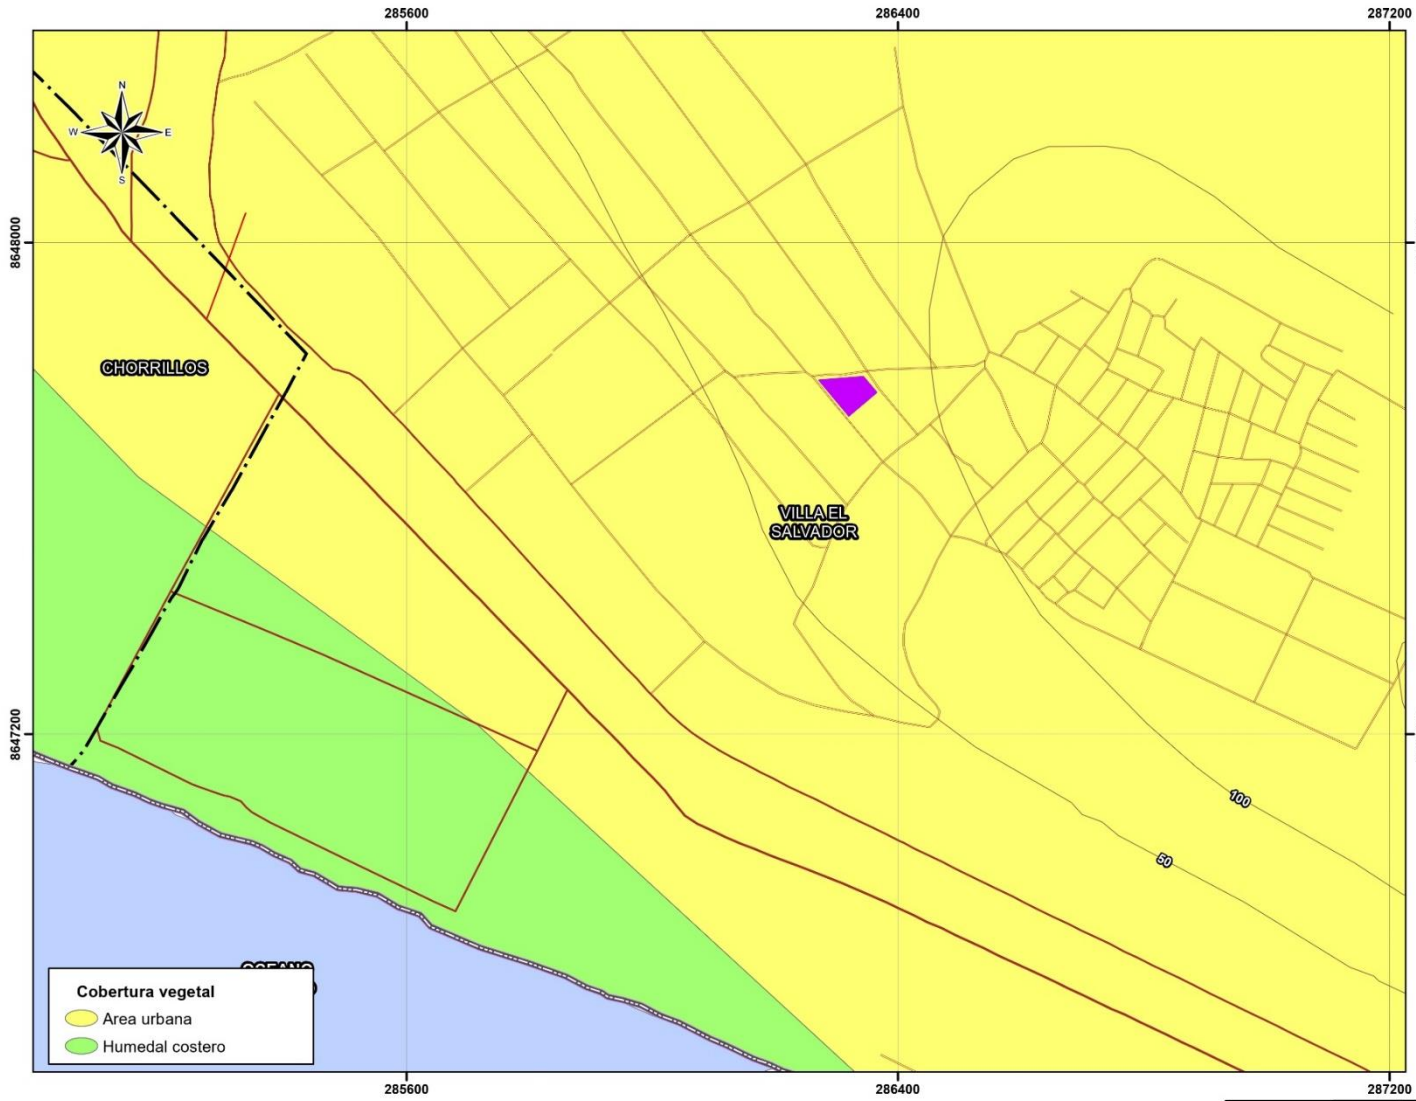 285600
286400
287200
N
W
E
S
8648000
CHORRILLOS
VILLA EL
SALVADOR
8647200
100
50
Cobertura vegetal
Area urbana
Humedal costero
285600
286400
287200